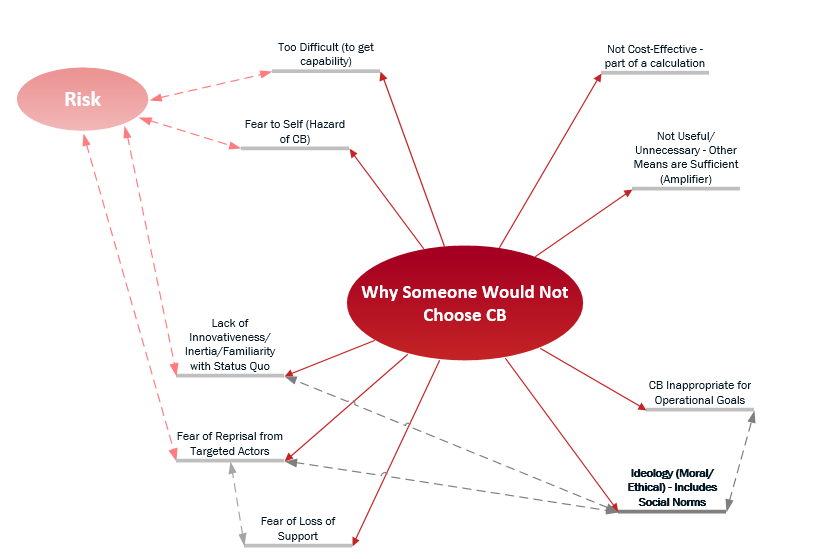 Too Difficult (to get
capability)
Not Cost-Effective -
part of a calculation
Risk
Fear to Self (Hazard
of CB)
Not Useful/
Unnecessary - Other
Means are Sufficient
(Amplifier)
Why Someone Would Not
Choose CB
Lack of
Innovativeness/
Inertia/Familiarity
with Status Quo
CB Inappropriate for
Operational Goals
Fear of Reprisal from
Targeted Actors
Ideology (Moral/
Ethical) - Includes
Social Norms
Fear of Loss of
Support